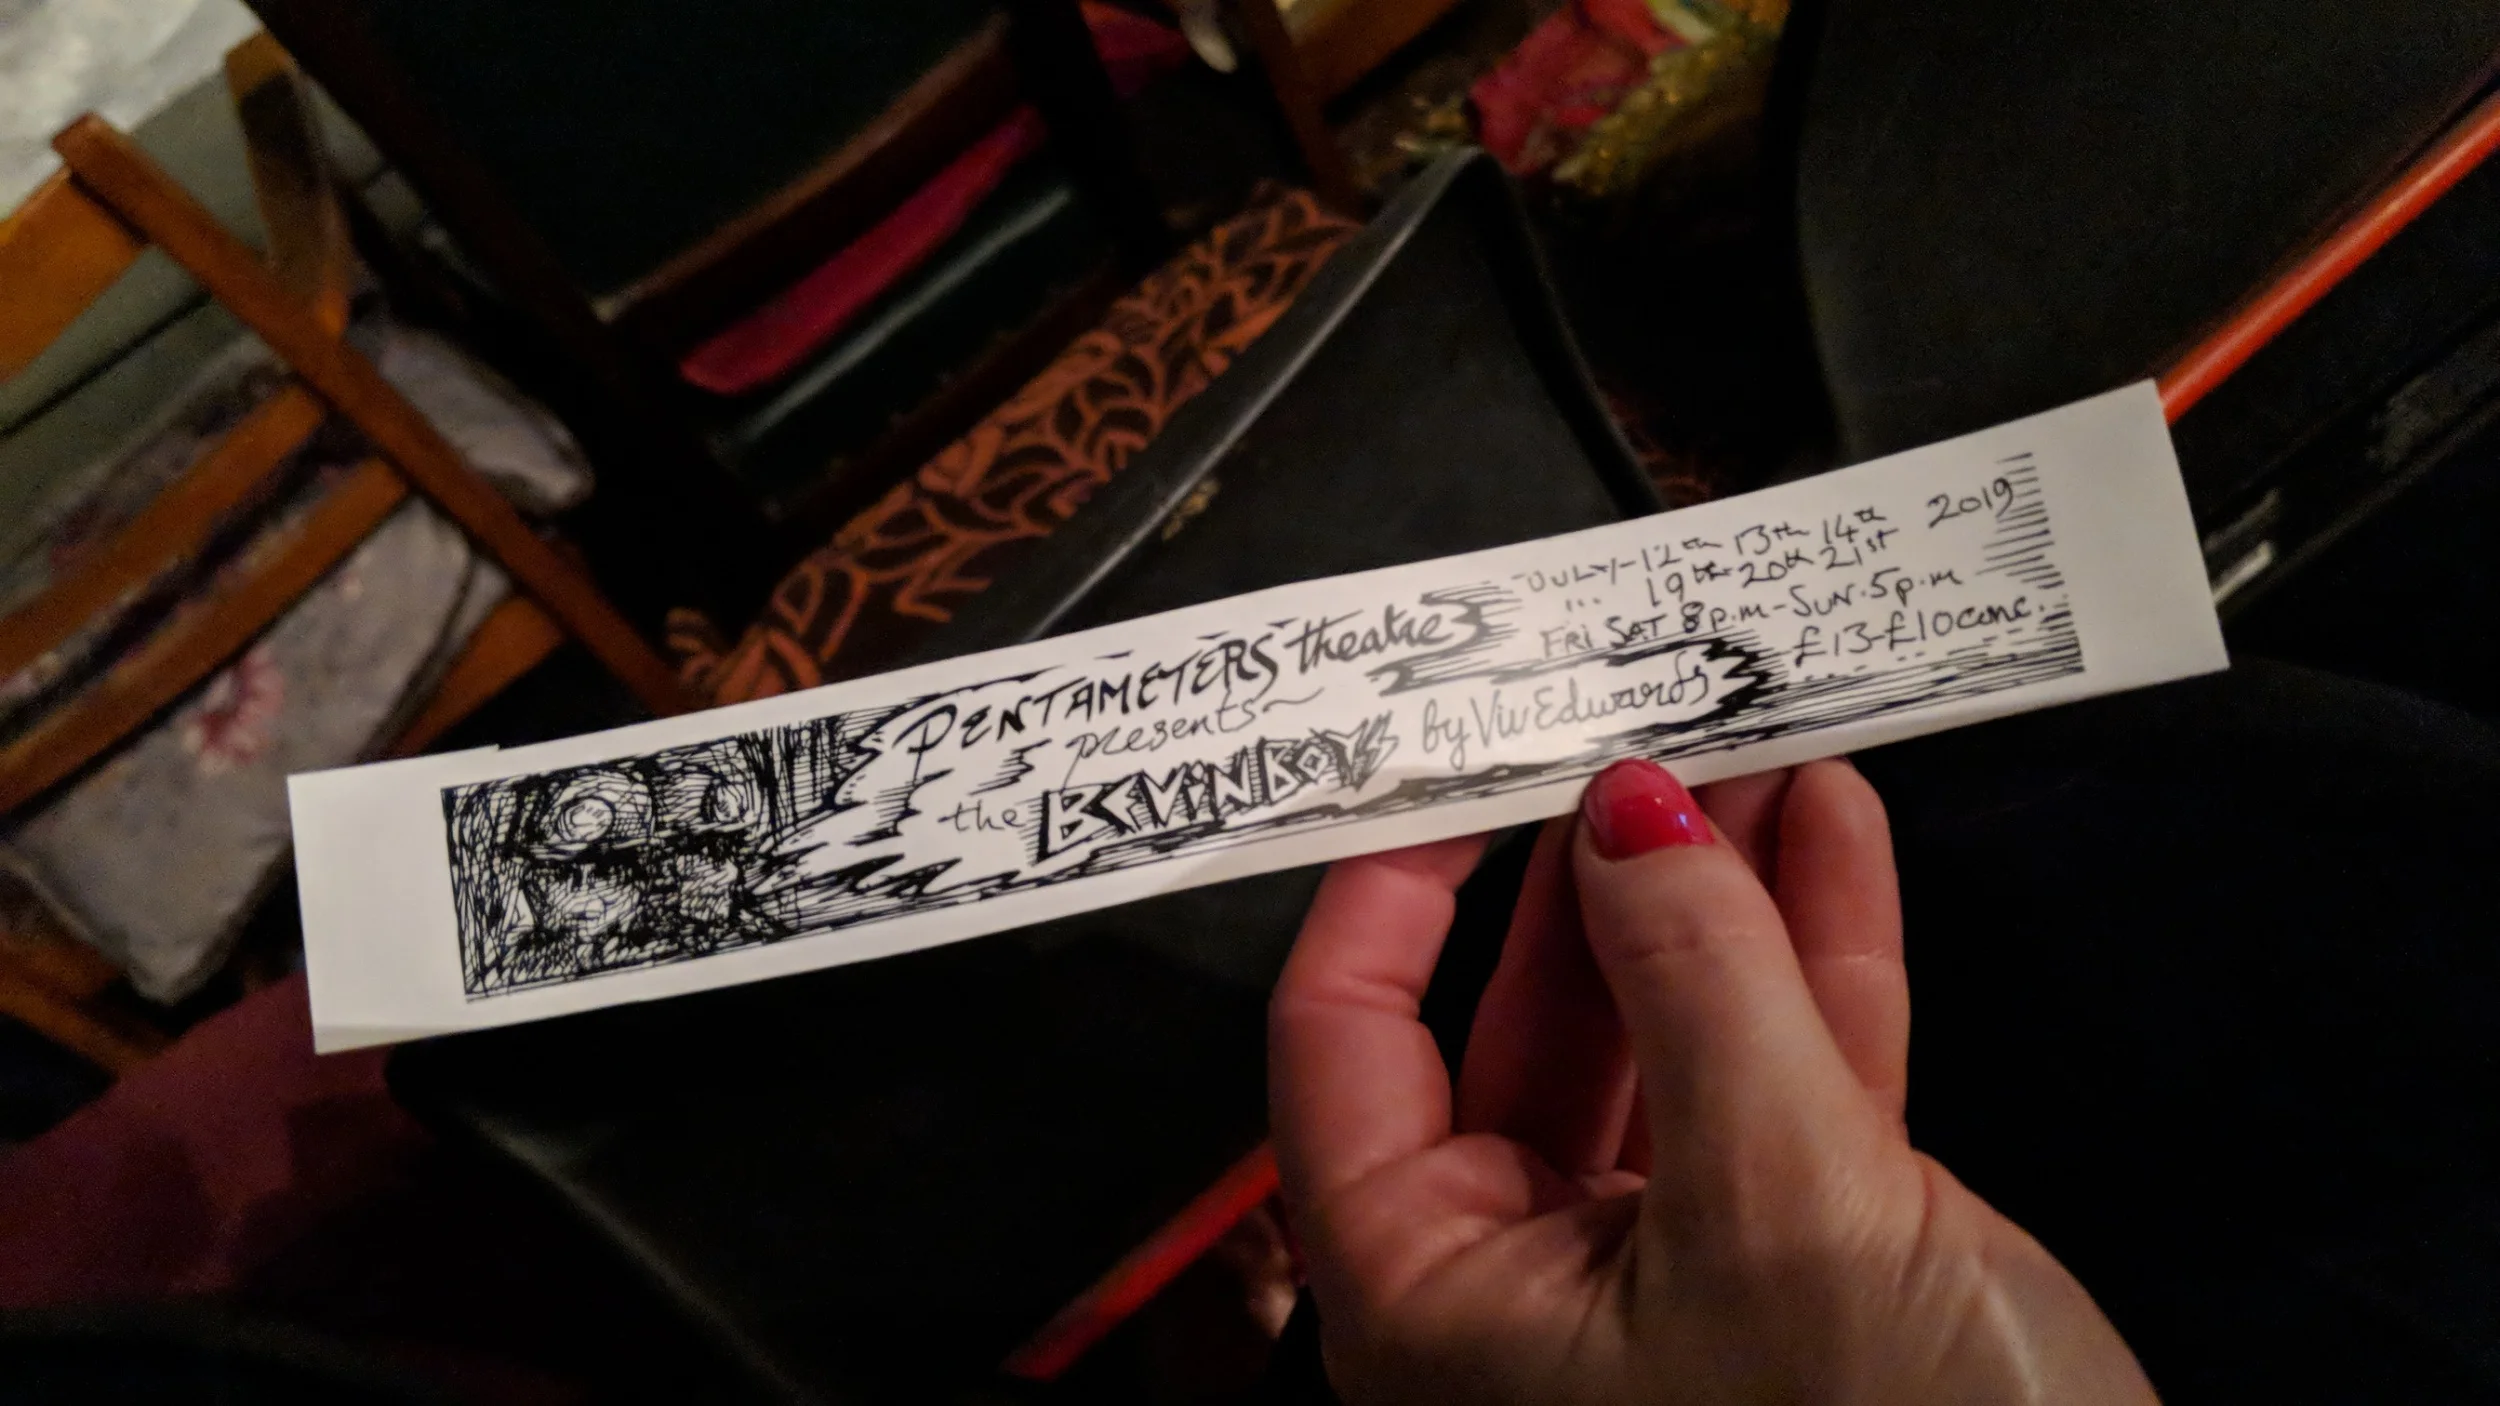 PENTAMETERS theatre
presents~
the BEVIN BOYS by Viv Edwards
JULY-12th 13th 14th 2019
"" 19th 20th 21st
FRI SAT 8p.m-SUN.5p.m
£13-£10 conc.